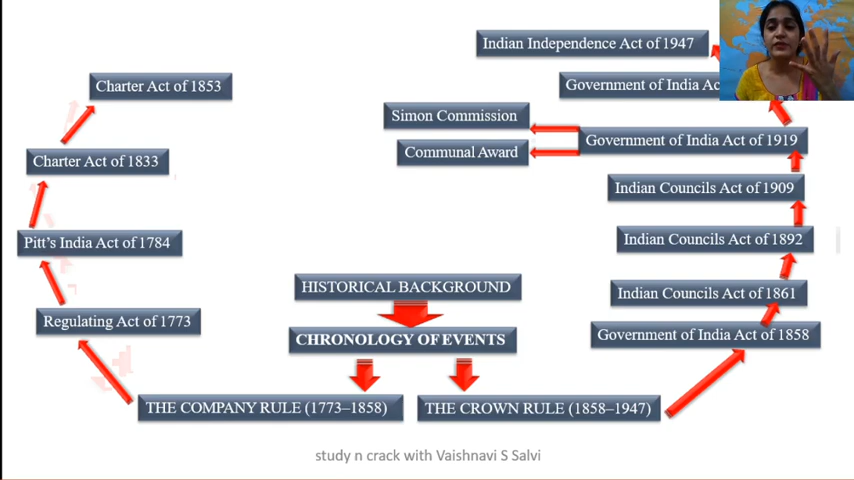 Indian Independence Act of 1947
Charter Act of 1853
Government of India
Simon Commission
Government of India Act of 1919
Communal Award
Charter Act of 1833
Indian Councils Act of 1909
Pitt's India Act of 1784
Indian Councils Act of 1892
HISTORICAL BACKGROUND
Indian Councils Act of 1861
Regulating Act of 1773
CHRONOLOGY OF EVENTS
Government of India Act of 1858
THE COMPANY RULE (1773–1858)
THE CROWN RULE (1858–1947)
study n crack with Vaishnavi S Salvi